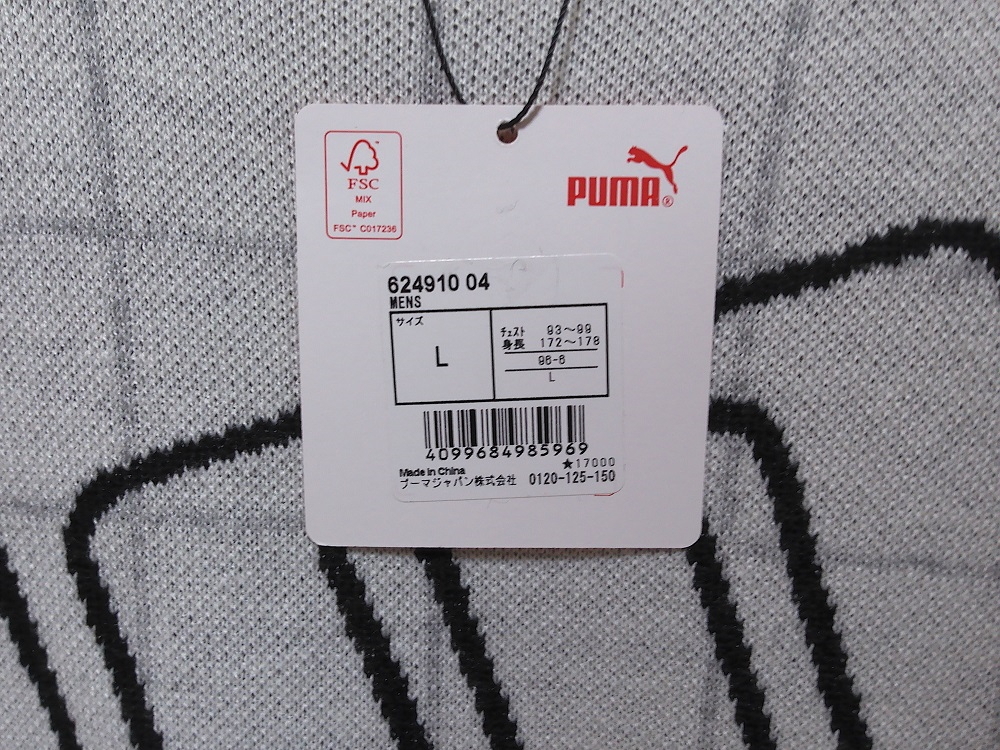 FSC
MIX
Paper
FSC™ C017236
PUMA®
624910 04
MENS
サイズ
L
チェスト 93～99
身長 172～178
96-6
L
4099684985969
★17000
Made in China
プーマジャパン株式会社 0120-125-150